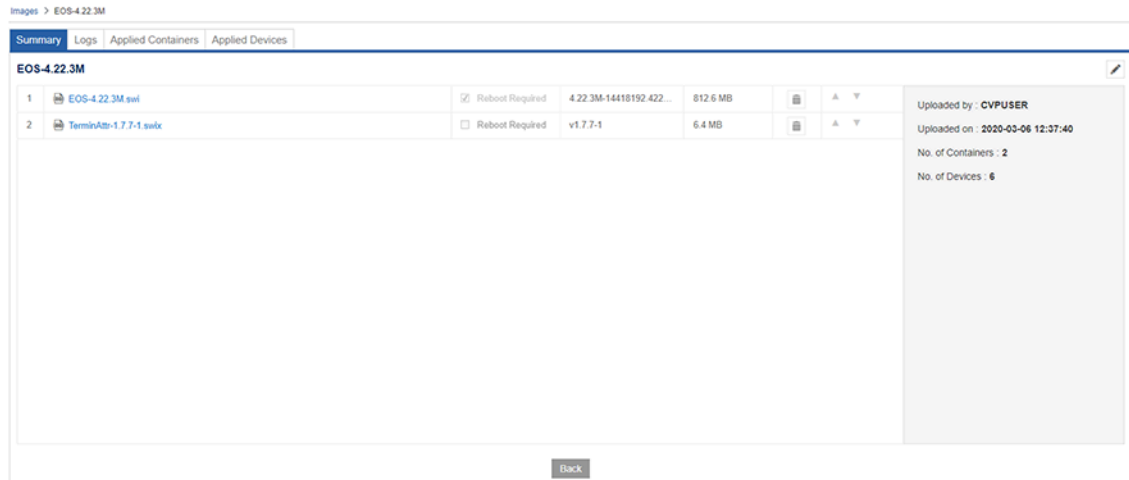 Images > EOS-4.22.3M
Summary Logs Applied Containers Applied Devices
EOS-4.22.3M
1 EOS-4.22.3M.swi Reboot Required 4.22.3M-14418192.422... 812.6 MB
2 TerminAttr-1.7.7-1.swix Reboot Required v1.7.7-1 6.4 MB
Uploaded by : CVPUSER
Uploaded on : 2020-03-06 12:37:40
No. of Containers : 2
No. of Devices : 6
Back